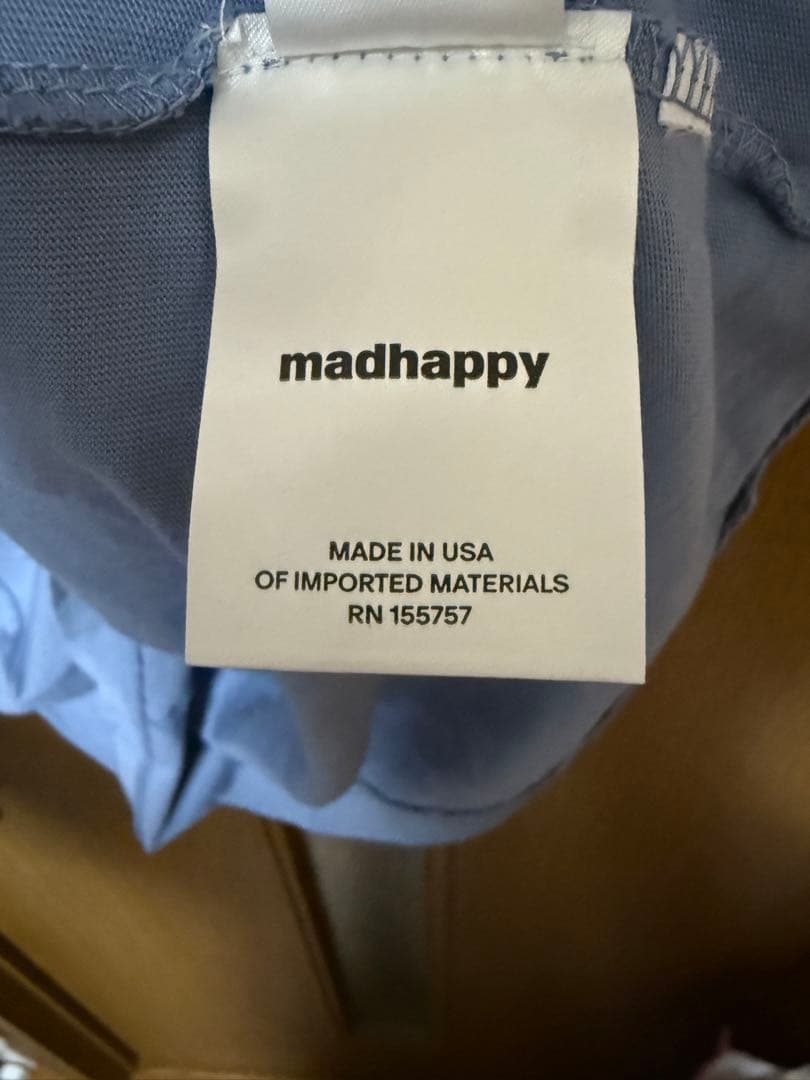 madhappy
MADE IN USA
OF IMPORTED MATERIALS
RN 155757